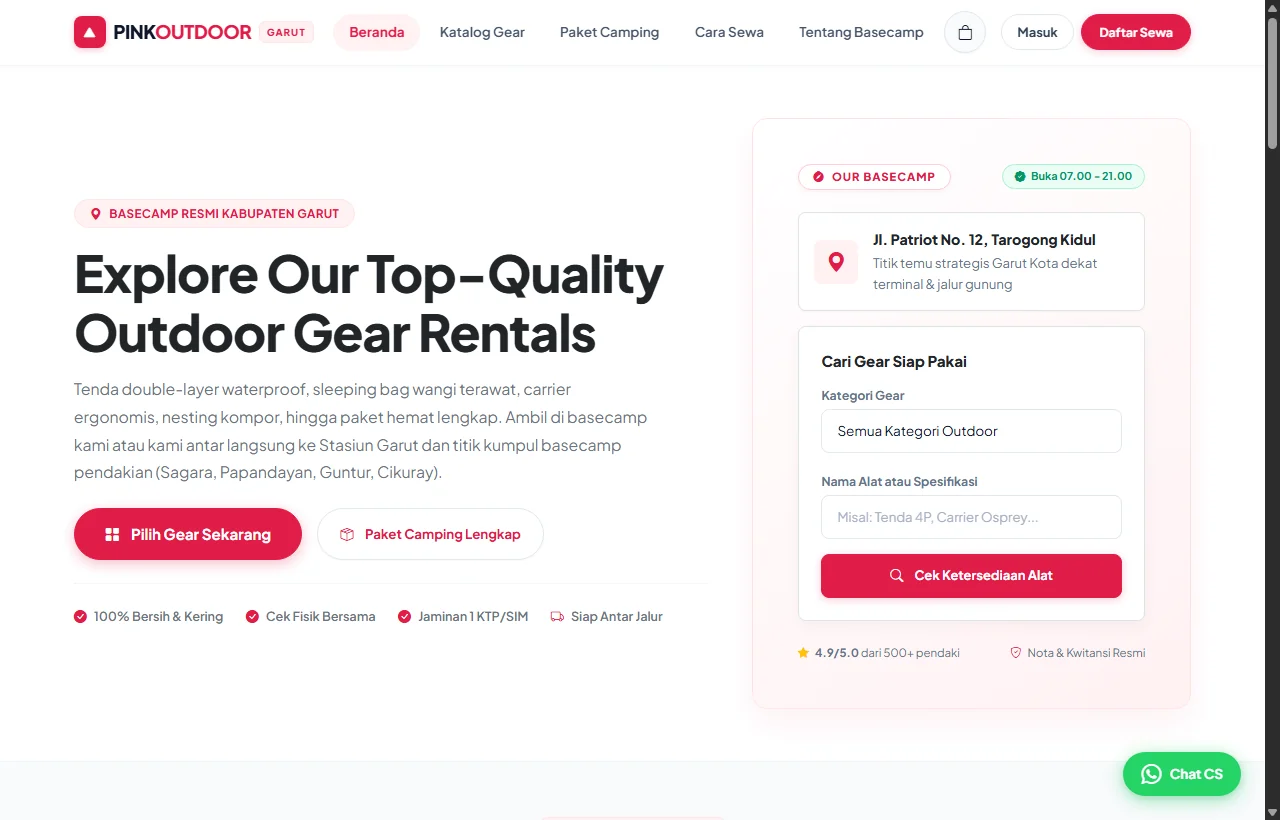 PINKOUTDOOR GARUT
Beranda
Katalog Gear
Paket Camping
Cara Sewa
Tentang Basecamp
Masuk
Daftar Sewa
BASECAMP RESMI KABUPATEN GARUT
Explore Our Top-Quality
Outdoor Gear Rentals
Tenda double-layer waterproof, sleeping bag wangi terawat, carrier
ergonomis, nesting kompor, hingga paket hemat lengkap. Ambil di basecamp
kami atau kami antar langsung ke Stasiun Garut dan titik kumpul basecamp
pendakian (Sagara, Papandayan, Guntur, Cikuray).
Pilih Gear Sekarang
Paket Camping Lengkap
100% Bersih & Kering
Cek Fisik Bersama
Jaminan 1 KTP/SIM
Siap Antar Jalur
OUR BASECAMP
Buka 07.00 - 21.00
Jl. Patriot No. 12, Tarogong Kidul
Titik temu strategis Garut Kota dekat
terminal & jalur gunung
Cari Gear Siap Pakai
Kategori Gear
Semua Kategori Outdoor
Nama Alat atau Spesifikasi
Misal: Tenda 4P, Carrier Osprey...
Cek Ketersediaan Alat
4.9/5.0 dari 500+ pendaki
Nota & Kwitansi Resmi
Chat CS